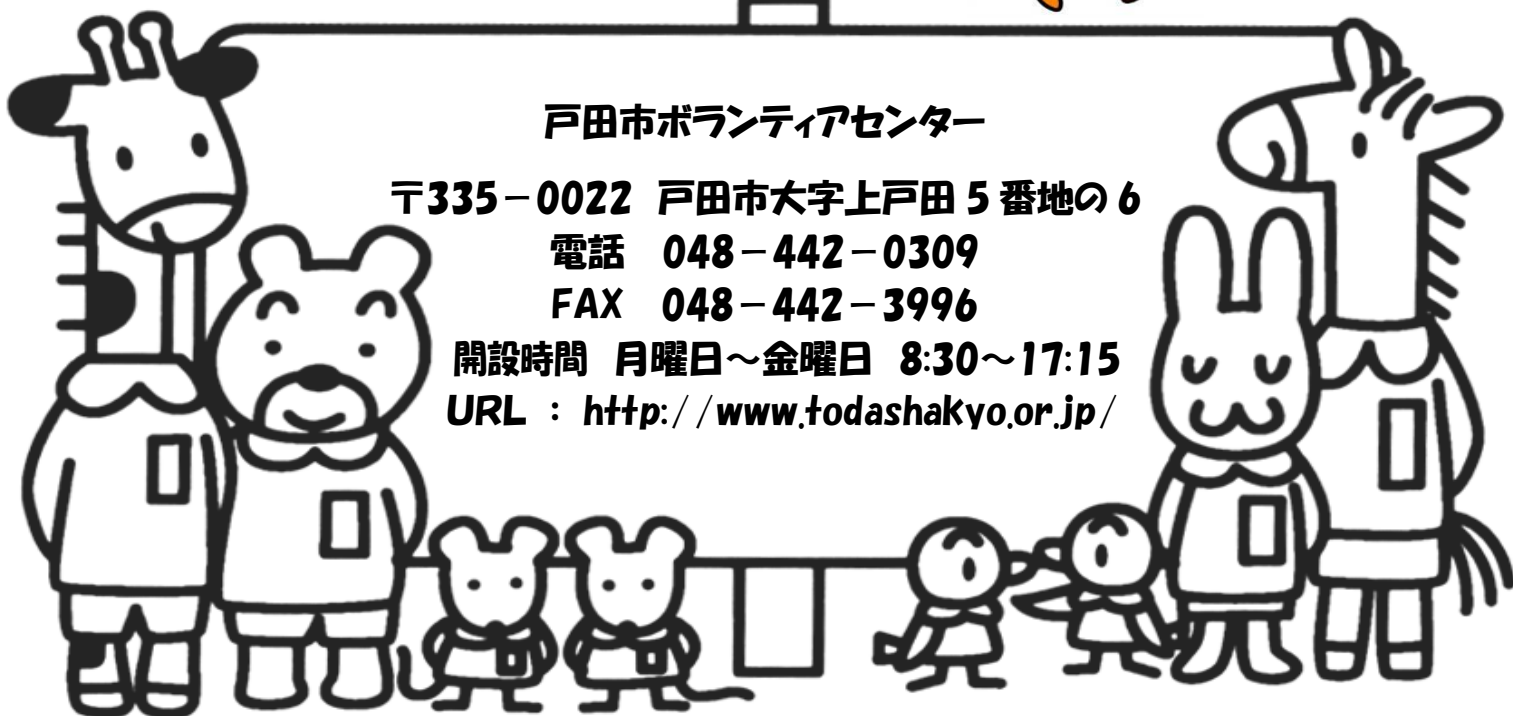 戸田市ボランティアセンター
〒335－0022 戸田市大字上戸田 5 番地の 6
電話 048－442－0309
FAX 048－442－3996
開設時間 月曜日～金曜日 8:30～17:15
URL : http://www.todashakyo.or.jp/